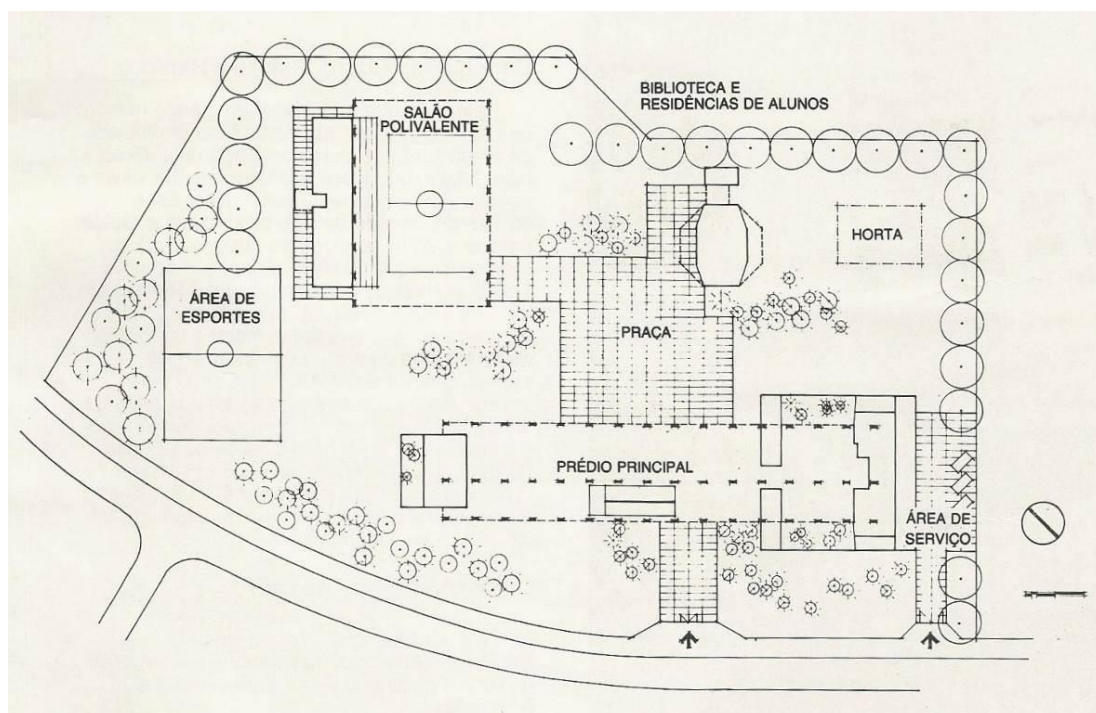 BIBLIOTECA E
RESIDÊNCIAS DE ALUNOS
SALÃO
POLIVALENTE
HORTA
ÁREA DE
ESPORTES
PRAÇA
PRÉDIO PRINCIPAL
ÁREA DE
SERVIÇO